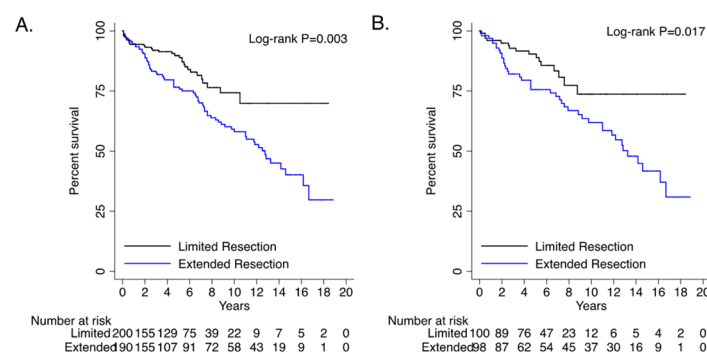 A.
Log-rank P=0.003
Percent survival
100
75
50
25
0
Limited Resection
Extended Resection
0 2 4 6 8 10 12 14 16 18 20
Years
Number at risk
Limited 200 155 129 75 39 22 9 7 5 2 0
Extended 190 155 107 91 72 58 43 19 9 1 0
B.
Log-rank P=0.017
Percent survival
100
75
50
25
0
Limited Resection
Extended Resection
0 2 4 6 8 10 12 14 16 18 20
Years
Number at risk
Limited 100 89 76 47 23 12 6 5 4 2 0
Extended 98 87 62 54 45 37 30 16 9 1 0